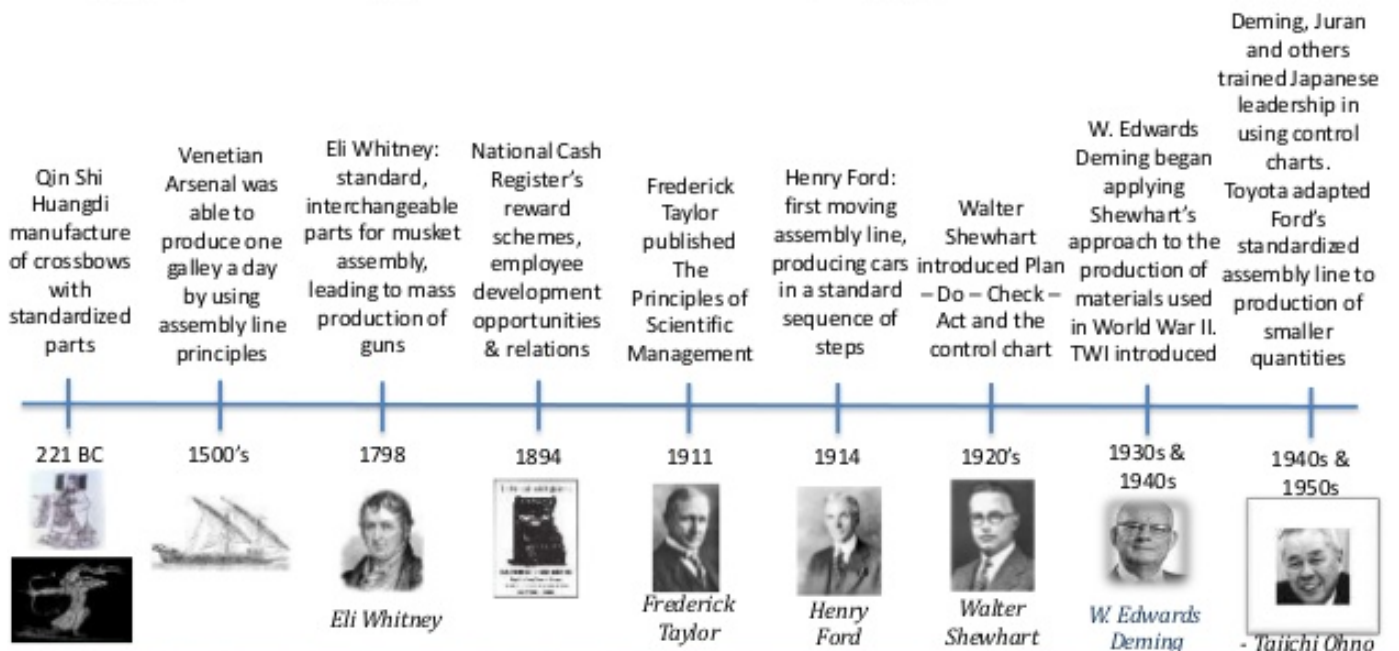 Qin Shi
Huangdi
manufacture
of crossbows
with
standardized
parts
Venetian
Arsenal was
able to
produce one
galley a day
by using
assembly line
principles
Eli Whitney:
standard,
interchangeable
parts for musket
assembly,
leading to mass
production of
guns
National Cash
Register's
reward
schemes,
employee
development
opportunities
& relations
Frederick
Taylor
published
The
Principles of
Scientific
Management
Henry Ford:
first moving
assembly line,
producing cars
in a standard
sequence of
steps
Walter
Shewhart
introduced Plan
– Do – Check –
Act and the
control chart
W. Edwards
Deming began
applying
Shewhart's
approach to the
production of
materials used
in World War II.
TWI introduced
Deming, Juran
and others
trained Japanese
leadership in
using control
charts.
Toyota adapted
Ford's
standardized
assembly line to
production of
smaller
quantities
221 BC
1500's
1798
1894
1911
1914
1920's
1930s &
1940s
1940s &
1950s
Eli Whitney
Frederick
Taylor
Henry
Ford
Walter
Shewhart
W. Edwards
Deming
- Taiichi Ohno